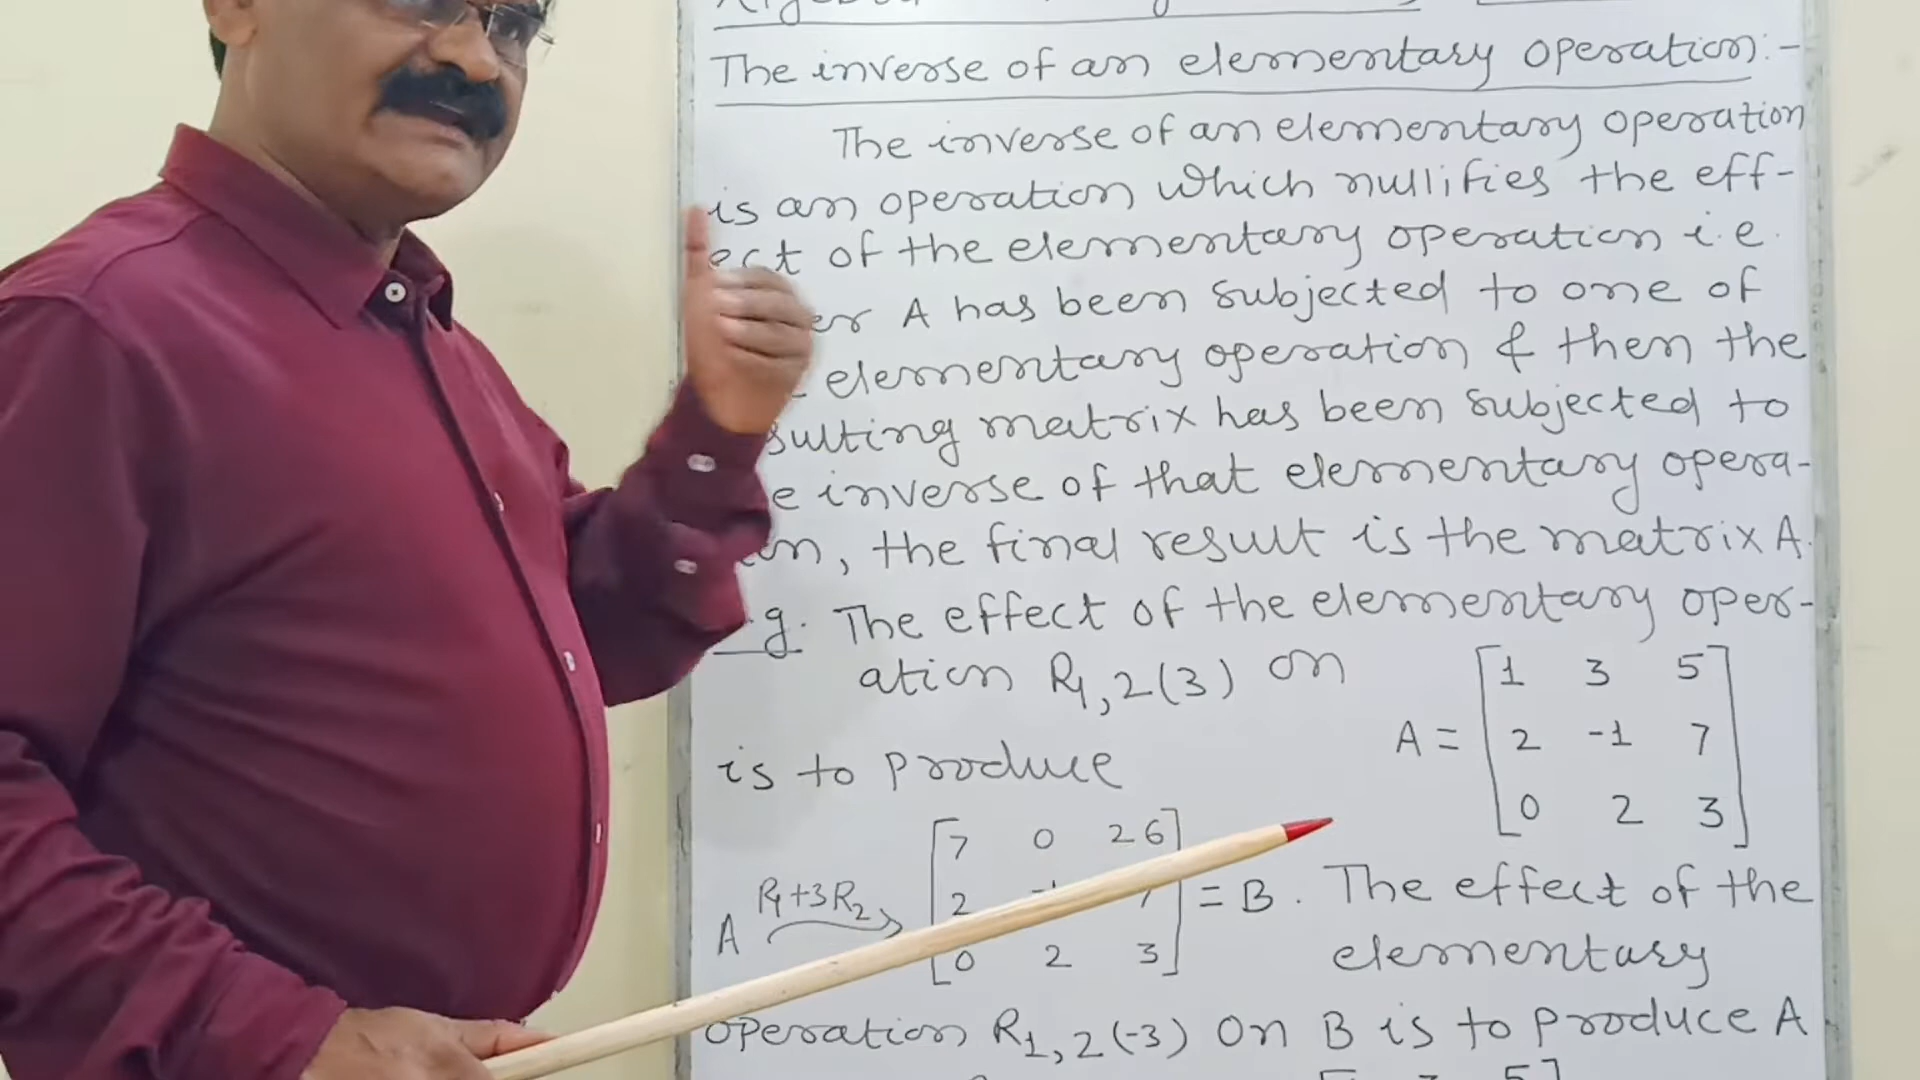 The inverse of an elementary operation:-
The inverse of an elementary operation
is an operation which nullifies the eff-
ect of the elementary operation i.e.
er A has been subjected to one of
elementary operation & then the
sulting matrix has been subjected to
e inverse of that elementary opera-
n, the final result is the matrix A.
.g. The effect of the elementary oper-
ation R1,2(3) on
A = [1 3 5
2 -1 7
0 2 3]
is to produce
A R1+3R2 → [7 0 26
2 -1 7
0 2 3] = B. The effect of the
elementary
operation R1,2(-3) on B is to produce A